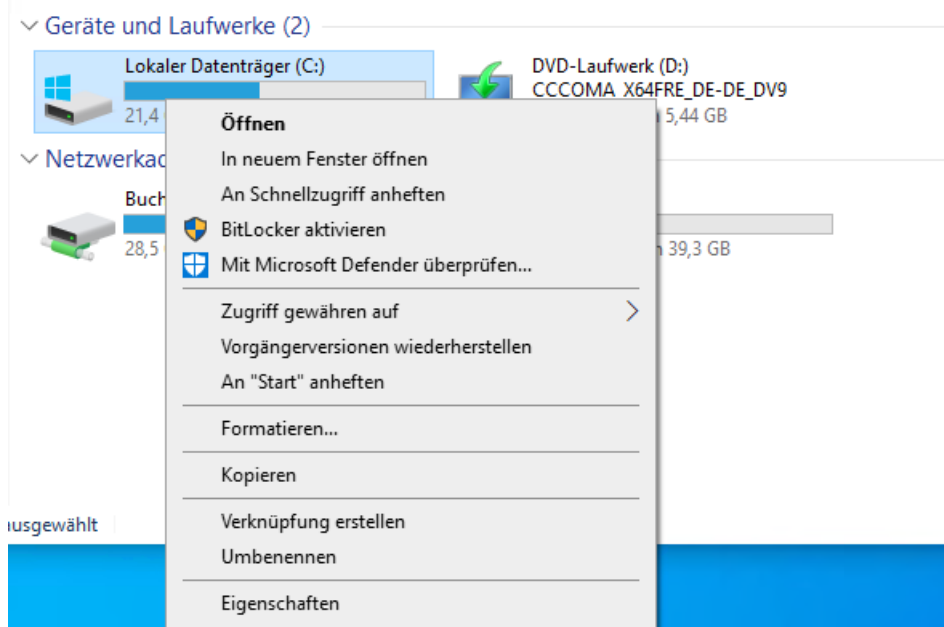 Geräte und Laufwerke (2)
Lokaler Datenträger (C:)
21,4
DVD-Laufwerk (D:)
CCCOMA_X64FRE_DE-DE_DV9
5,44 GB
Öffnen
In neuem Fenster öffnen
An Schnellzugriff anheften
BitLocker aktivieren
Mit Microsoft Defender überprüfen...
Zugriff gewähren auf
Vorgängerversionen wiederherstellen
An "Start" anheften
Formatieren...
Kopieren
Verknüpfung erstellen
Umbenennen
Eigenschaften
Netzwerkad
Buch
28,5
39,3 GB
ausgewählt